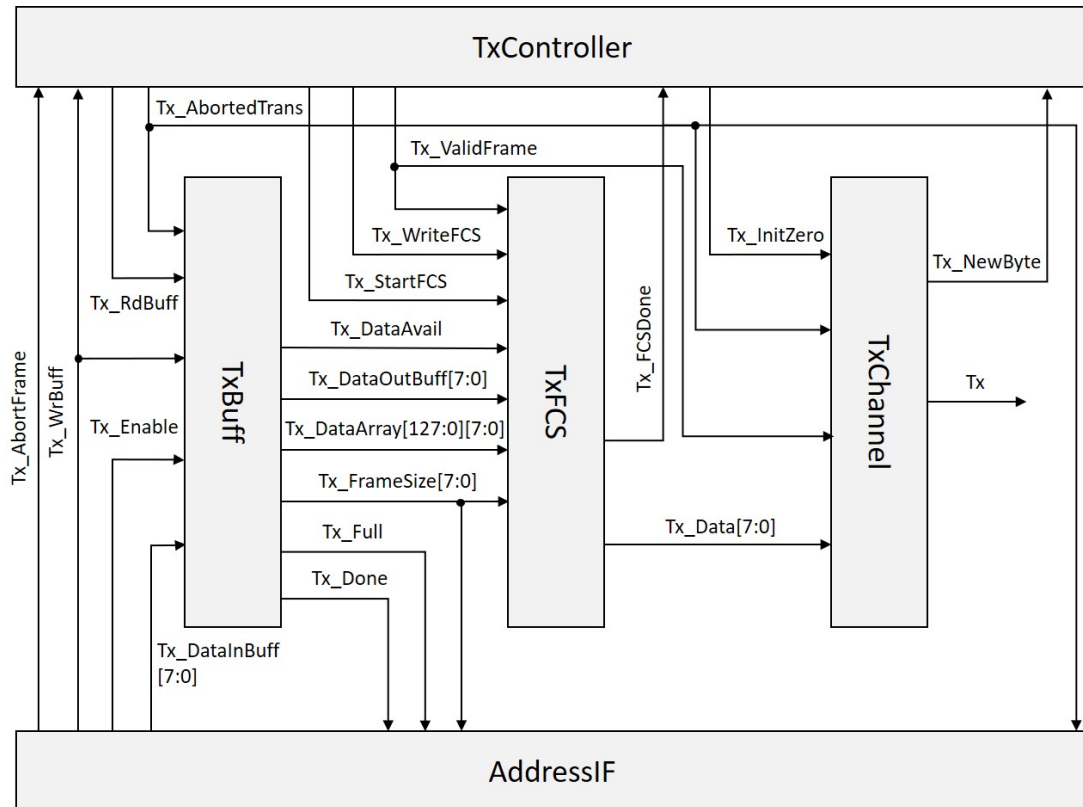 TxController
Tx_AbortedTrans
Tx_ValidFrame
Tx_WriteFCS
Tx_InitZero
Tx_NewByte
Tx_StartFCS
Tx_RdBuff
Tx_DataAvail
Tx_FCSDone
Tx_AbortFrame
Tx_WrBuff
TxBuff
TxFCS
TxChannel
Tx
Tx_DataOutBuff[7:0]
Tx_Enable
Tx_DataArray[127:0][7:0]
Tx_FrameSize[7:0]
Tx_Full
Tx_Data[7:0]
Tx_Done
Tx_DataInBuff
[7:0]
AddressIF